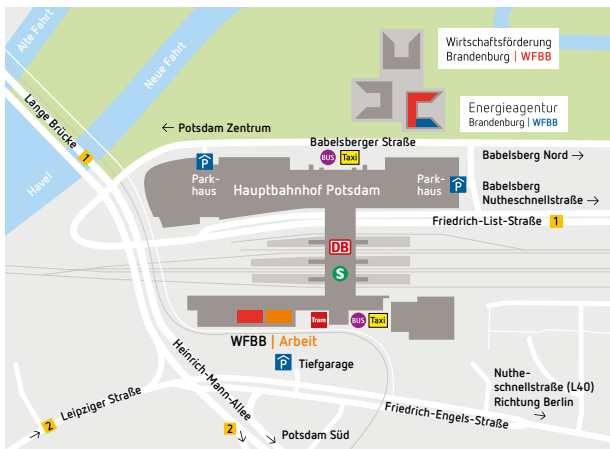 Alte Fahrt
Neue Fahrt
Lange Brücke
1
Havel
Wirtschaftsförderung
Brandenburg | WFBB
Energieagentur
Brandenburg | WFBB
← Potsdam Zentrum
Babelsberger Straße
BUS Taxi
Babelsberg Nord →
P
Park-
haus
Hauptbahnhof Potsdam
Park-
haus
P
Babelsberg
Nutheschnellstraße →
Friedrich-List-Straße 1
DB
S
Tram
BUS Taxi
WFBB | Arbeit
P Tiefgarage
Heinrich-Mann-Allee
2
Leipziger Straße
→ 2
Friedrich-Engels-Straße
Nuthe-
schnellstraße (L40)
Richtung Berlin
→
Potsdam Süd